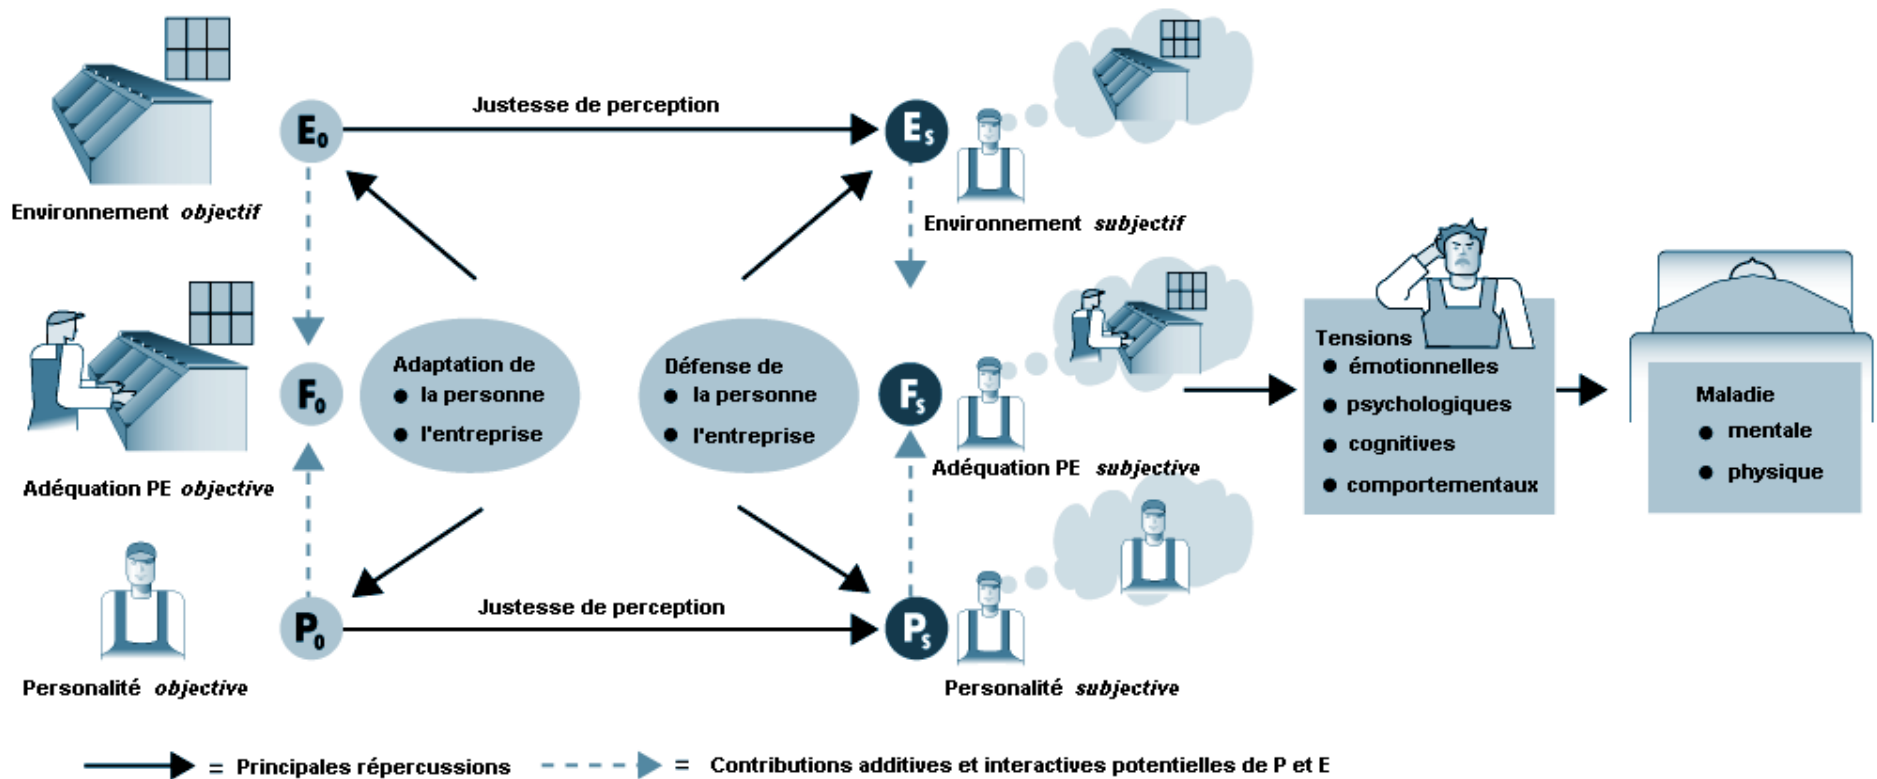 Justesse de perception
E0
Es
Environnement objectif
Environnement subjectif
Adaptation de
● la personne
● l'entreprise
Défense de
● la personne
● l'entreprise
F0
Fs
Adéquation PE objective
Adéquation PE subjective
Tensions
● émotionnelles
● psychologiques
● cognitives
● comportementaux
Maladie
● mentale
● physique
Justesse de perception
P0
Ps
Personalité objective
Personalité subjective
= Principales répercussions
= Contributions additives et interactives potentielles de P et E